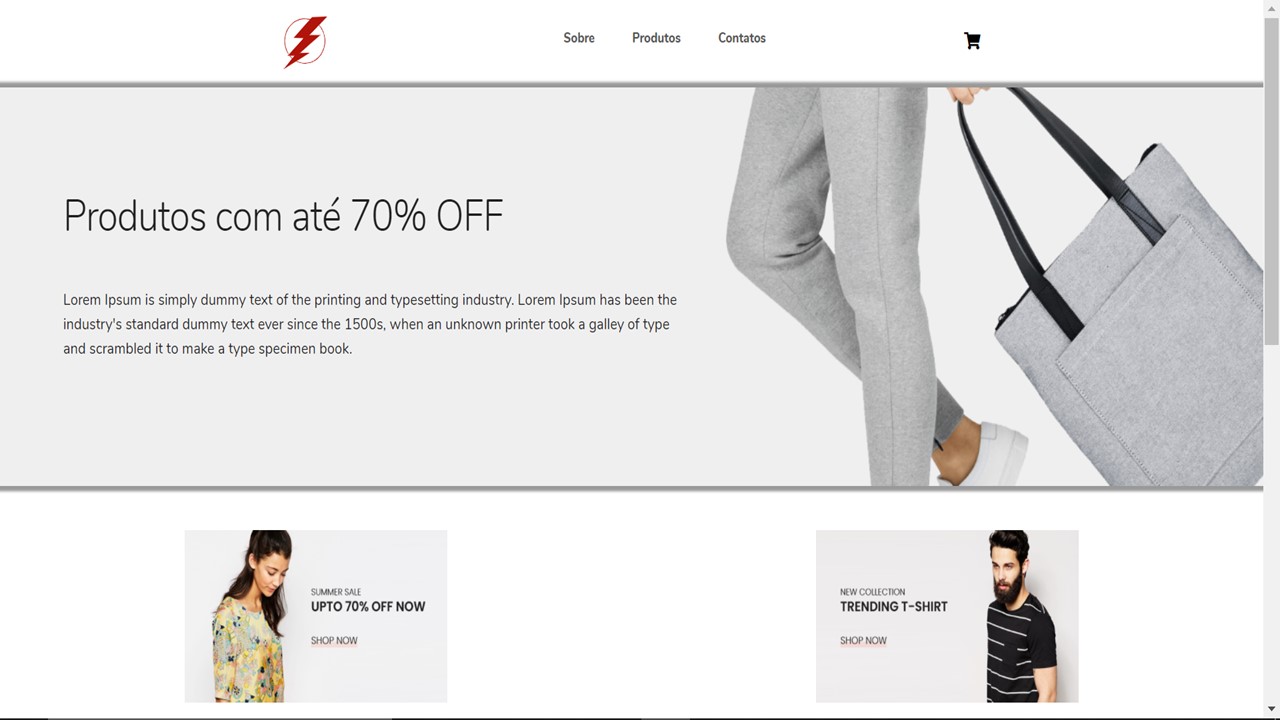 Sobre Produtos Contatos
Produtos com até 70% OFF
Lorem Ipsum is simply dummy text of the printing and typesetting industry. Lorem Ipsum has been the
industry's standard dummy text ever since the 1500s, when an unknown printer took a galley of type
and scrambled it to make a type specimen book.
SUMMER SALE
UPTO 70% OFF NOW
SHOP NOW
NEW COLLECTION
TRENDING T-SHIRT
SHOP NOW